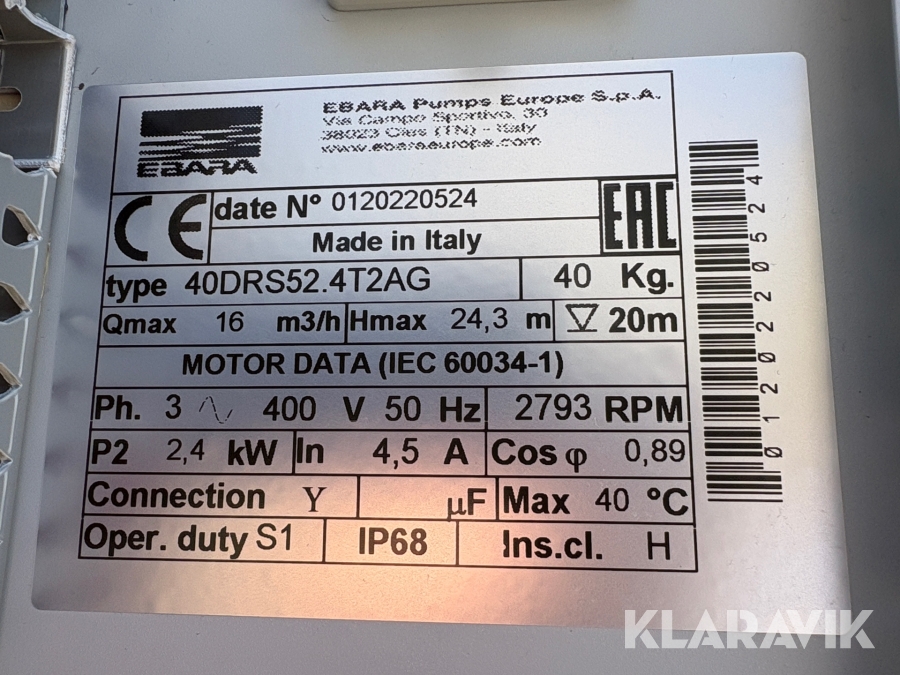 EBARA
EBARA Pumps Europe S.p.A.
Via Campo Sportivo, 30
38023 Cles (TN) - Italy
www.ebaraeurope.com
CE date Nº 0120220524 EAC
Made in Italy
type 40DRS52.4T2AG 40 Kg.
Qmax 16 m3/h Hmax 24,3 m 20m
MOTOR DATA (IEC 60034-1)
Ph. 3 ∿ 400 V 50 Hz 2793 RPM
P2 2,4 kW In 4,5 A Cos φ 0,89
Connection Y µF Max 40 ºC
Oper. duty S1 IP68 Ins.cl. H
0120220524
KLARAVIK